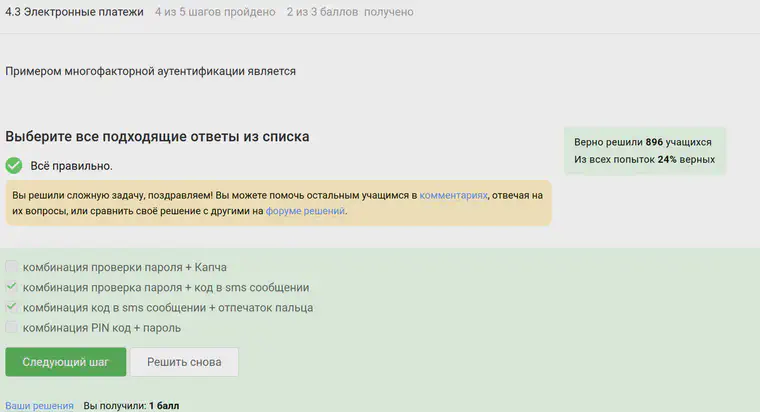 4.3 Электронные платежи 4 из 5 шагов пройдено 2 из 3 баллов получено
Примером многофакторной аутентификации является
Выберите все подходящие ответы из списка
Всё правильно.
Верно решили 896 учащихся
Из всех попыток 24% верных
Вы решили сложную задачу, поздравляем! Вы можете помочь остальным учащимся в комментариях, отвечая на
их вопросы, или сравнить своё решение с другими на форуме решений.
комбинация проверки пароля + Капча
комбинация проверка пароля + код в sms сообщении
комбинация код в sms сообщении + отпечаток пальца
комбинация PIN код + пароль
Следующий шаг Решить снова
Ваши решения Вы получили: 1 балл